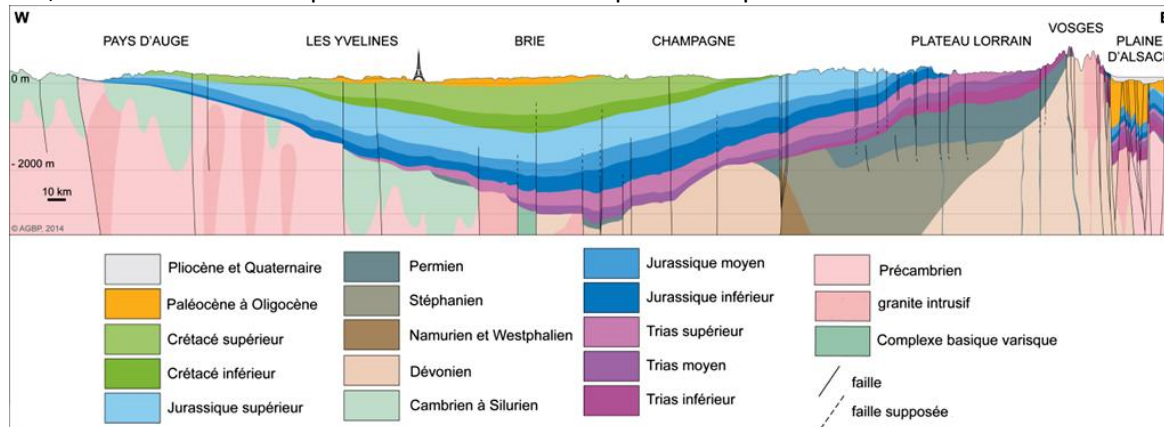 W
E
PAYS D'AUGE
LES YVELINES
BRIE
CHAMPAGNE
PLATEAU LORRAIN
VOSGES
PLAINE
D'ALSACE
0 m
- 2000 m
10 km
© AGBP, 2014
Pliocène et Quaternaire
Paléocène à Oligocène
Crétacé supérieur
Crétacé inférieur
Jurassique supérieur
Permien
Stéphanien
Namurien et Westphalien
Dévonien
Cambrien à Silurien
Jurassique moyen
Jurassique inférieur
Trias supérieur
Trias moyen
Trias inférieur
Précambrien
granite intrusif
Complexe basique varisque
faille
faille supposée